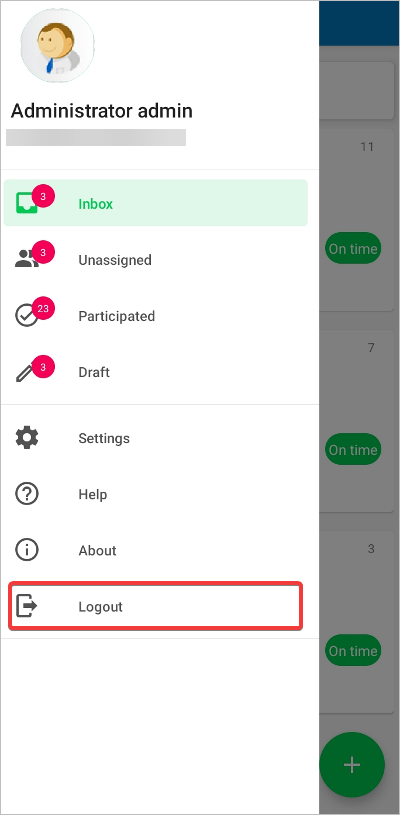 Administrator admin
3
Inbox
3
Unassigned
23
Participated
3
Draft
Settings
Help
About
Logout
11
On time
7
On time
3
On time